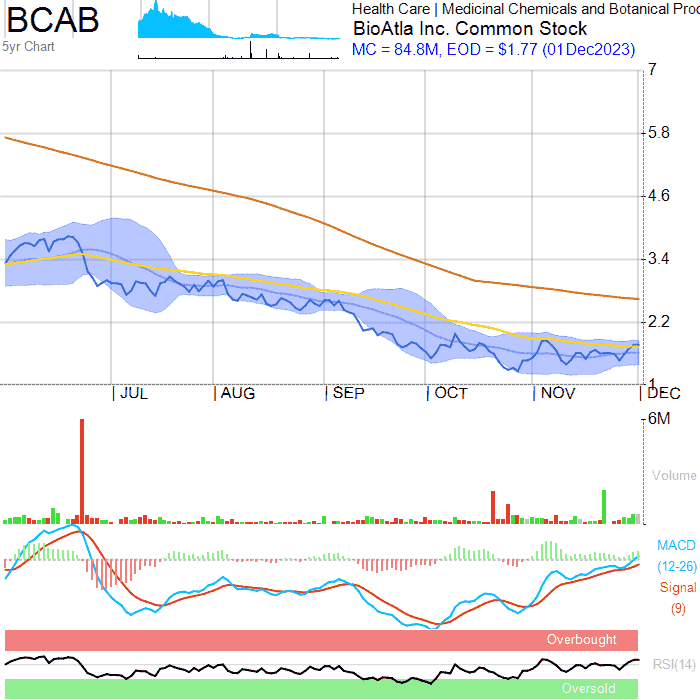 BCAB
5yr Chart
Health Care | Medicinal Chemicals and Botanical Prod
BioAtla Inc. Common Stock
MC = 84.8M, EOD = $1.77 (01Dec2023)
7
5.8
4.6
3.4
2.2
1
JUL AUG SEP OCT NOV DEC
6M
Volume
MACD
(12-26)
Signal
(9)
Overbought
RSI(14)
Oversold